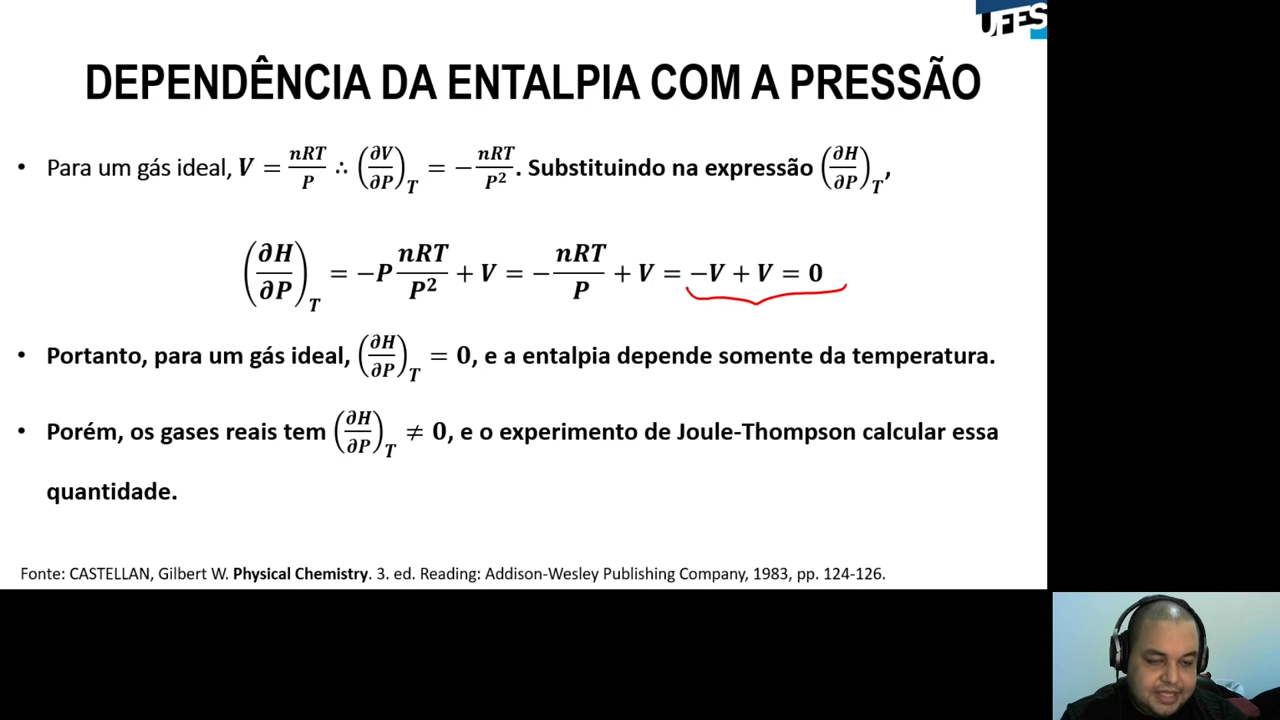 UFES
DEPENDÊNCIA DA ENTALPIA COM A PRESSÃO
• Para um gás ideal, V = nRT/P ∴ (∂V/∂P)_T = −nRT/P². Substituindo na expressão (∂H/∂P)_T,
(∂H/∂P)_T = −P nRT/P² + V = −nRT/P + V = −V + V = 0
• Portanto, para um gás ideal, (∂H/∂P)_T = 0, e a entalpia depende somente da temperatura.
• Porém, os gases reais tem (∂H/∂P)_T ≠ 0, e o experimento de Joule-Thompson calcular essa
quantidade.
Fonte: CASTELLAN, Gilbert W. Physical Chemistry. 3. ed. Reading: Addison-Wesley Publishing Company, 1983, pp. 124-126.